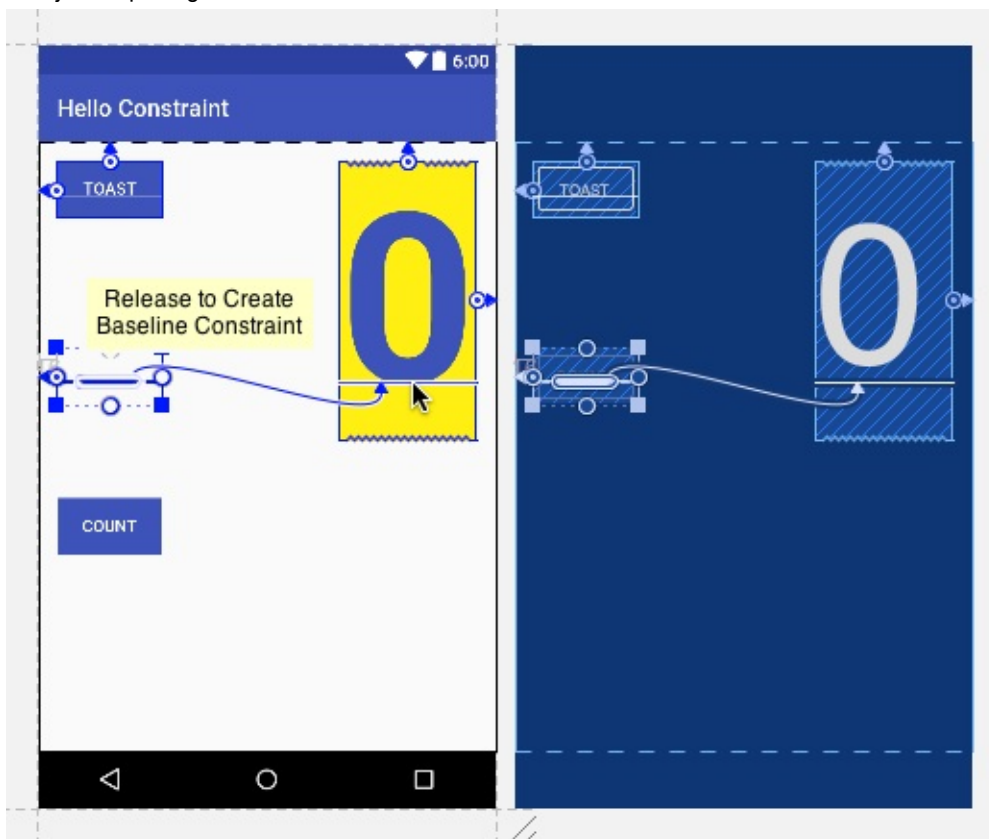 6:00
Hello Constraint
TOAST
TOAST
0
0
Release to Create
Baseline Constraint
COUNT